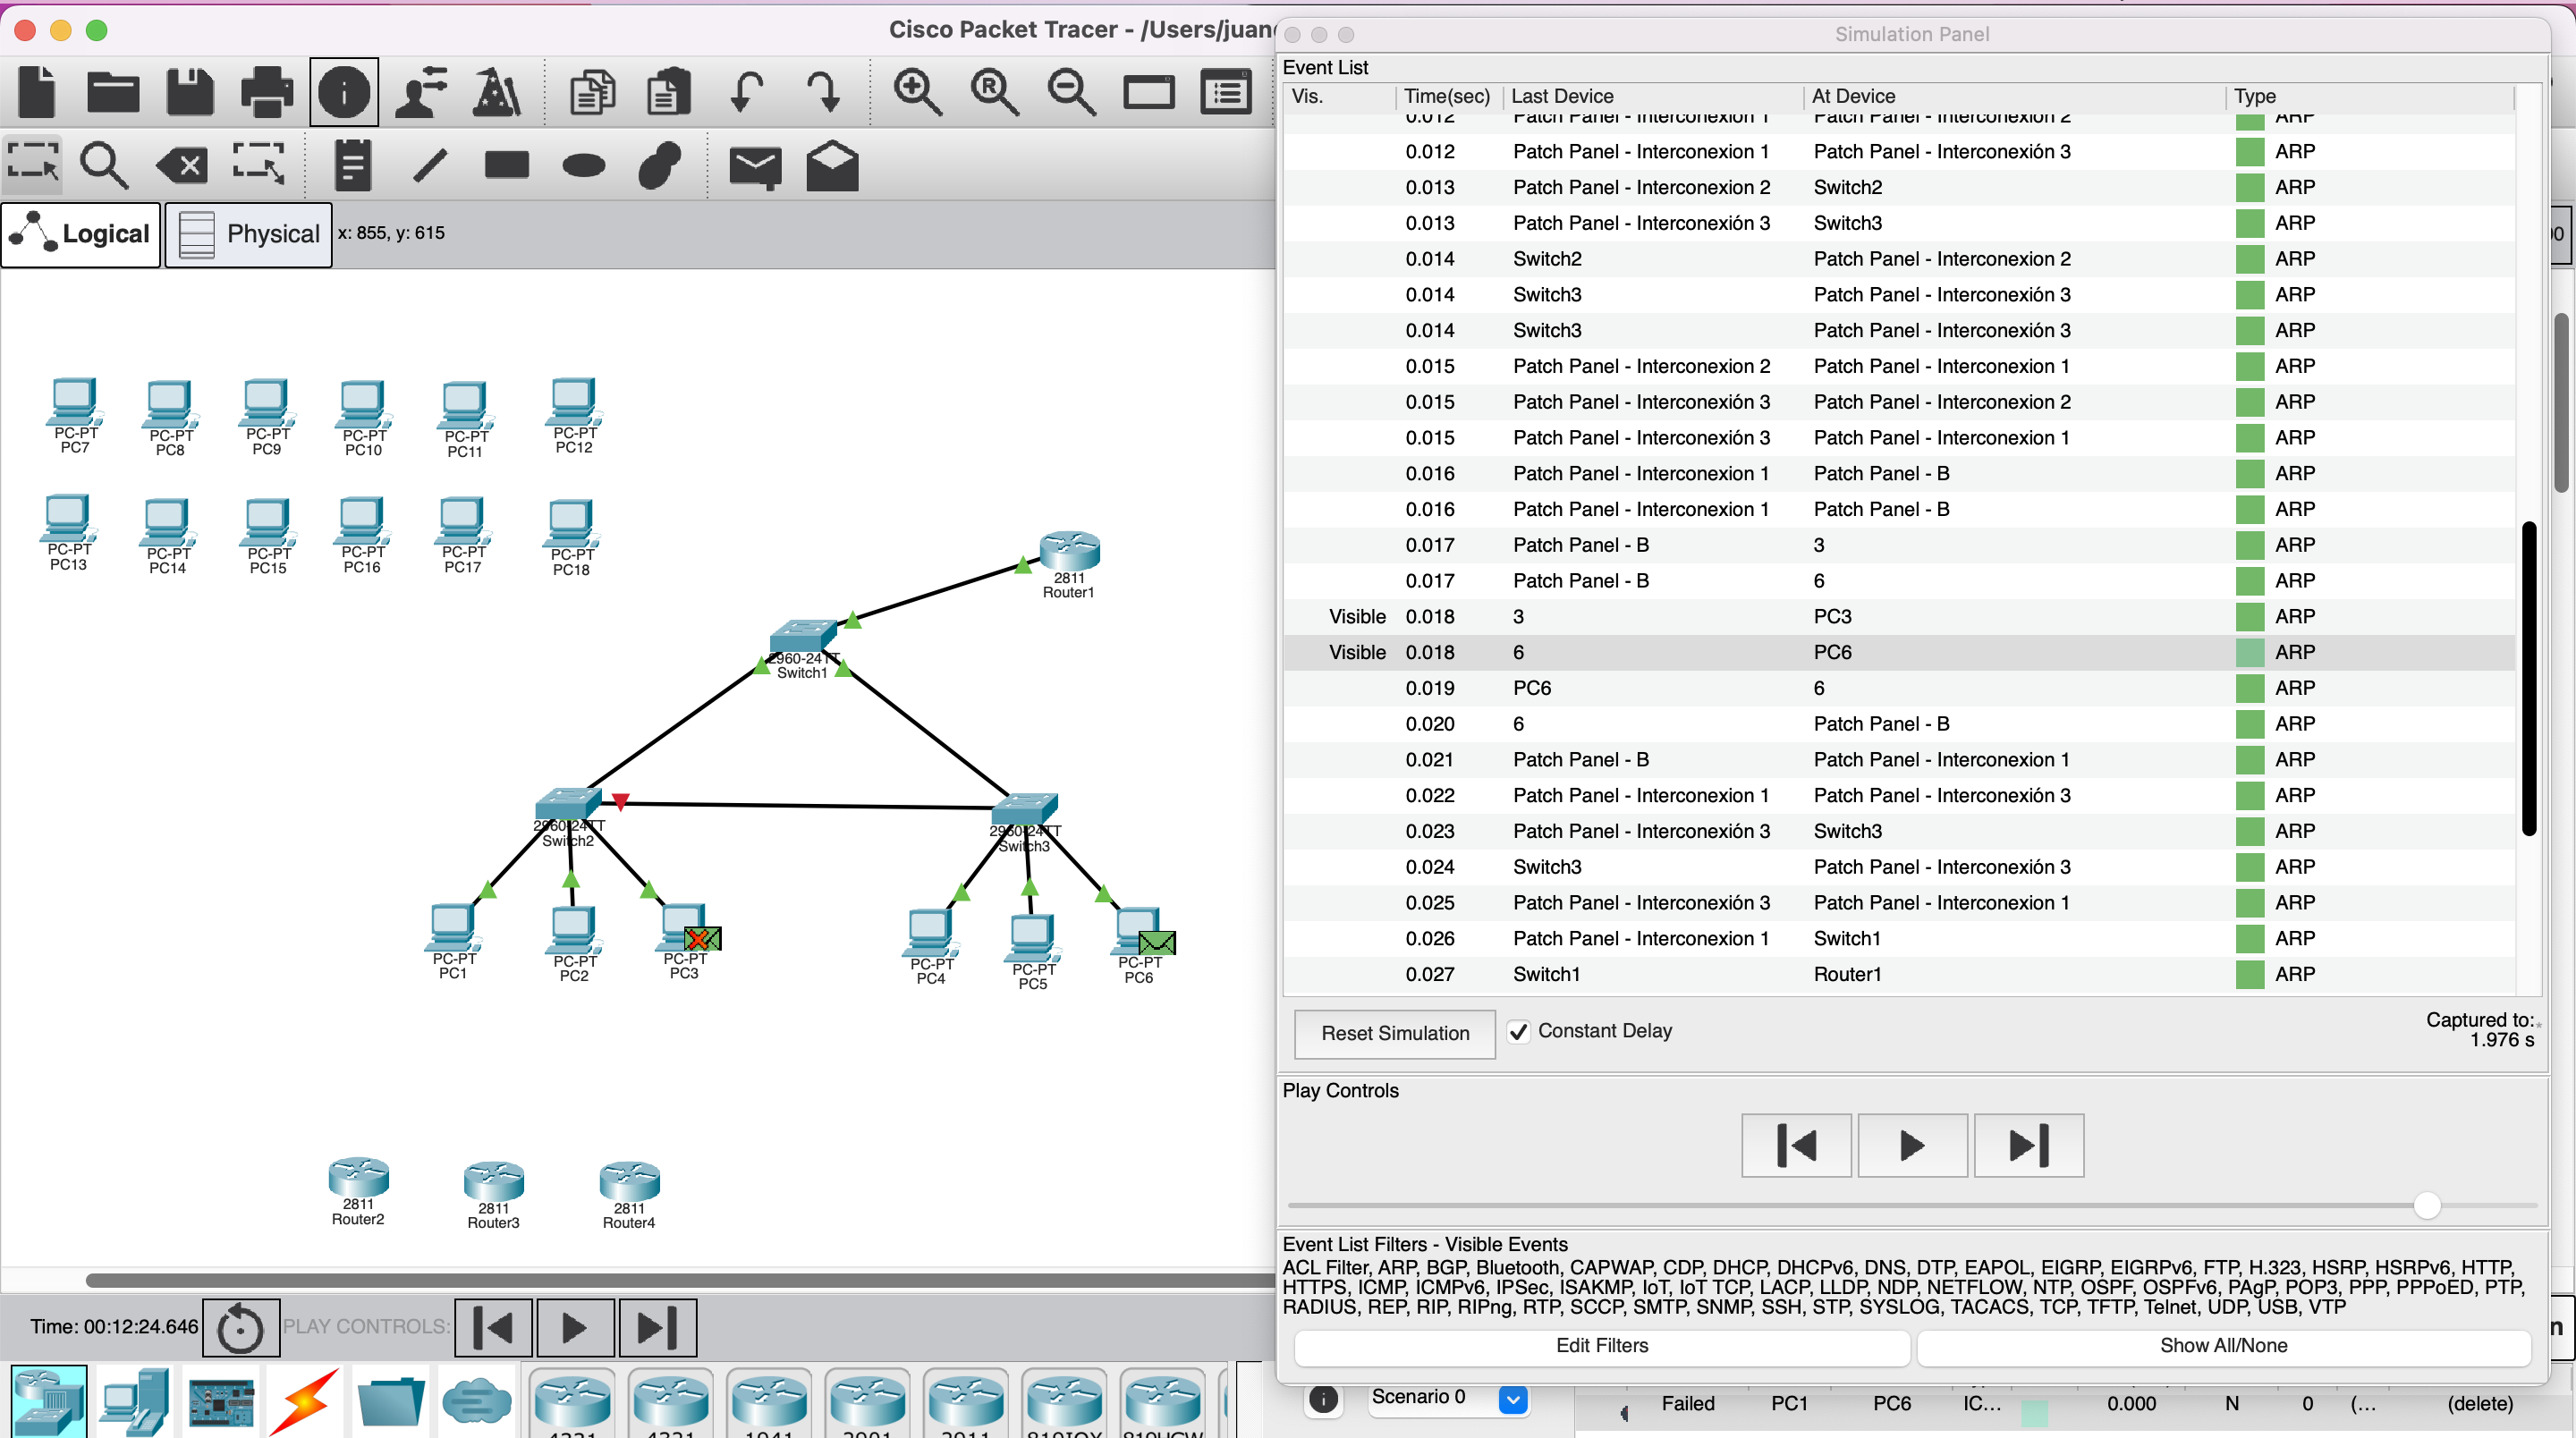 Cisco Packet Tracer - /Users/juan
Logical
Physical
x: 855, y: 615
PC-PT
PC7
PC-PT
PC8
PC-PT
PC9
PC-PT
PC10
PC-PT
PC11
PC-PT
PC12
PC-PT
PC13
PC-PT
PC14
PC-PT
PC15
PC-PT
PC16
PC-PT
PC17
PC-PT
PC18
2811
Router1
2960-24TT
Switch1
2960-24TT
Switch2
2960-24TT
Switch3
PC-PT
PC1
PC-PT
PC2
PC-PT
PC3
PC-PT
PC4
PC-PT
PC5
PC-PT
PC6
2811
Router2
2811
Router3
2811
Router4
Time: 00:12:24.646
PLAY CONTROLS:
Simulation Panel
Event List
Vis. Time(sec) Last Device At Device Type
0.012 Patch Panel - Interconexion 1 Patch Panel - Interconexion 2 ARP
0.012 Patch Panel - Interconexion 1 Patch Panel - Interconexión 3 ARP
0.013 Patch Panel - Interconexion 2 Switch2 ARP
0.013 Patch Panel - Interconexión 3 Switch3 ARP
0.014 Switch2 Patch Panel - Interconexion 2 ARP
0.014 Switch3 Patch Panel - Interconexión 3 ARP
0.014 Switch3 Patch Panel - Interconexión 3 ARP
0.015 Patch Panel - Interconexion 2 Patch Panel - Interconexion 1 ARP
0.015 Patch Panel - Interconexión 3 Patch Panel - Interconexion 2 ARP
0.015 Patch Panel - Interconexión 3 Patch Panel - Interconexion 1 ARP
0.016 Patch Panel - Interconexion 1 Patch Panel - B ARP
0.016 Patch Panel - Interconexion 1 Patch Panel - B ARP
0.017 Patch Panel - B 3 ARP
0.017 Patch Panel - B 6 ARP
Visible 0.018 3 PC3 ARP
Visible 0.018 6 PC6 ARP
0.019 PC6 6 ARP
0.020 6 Patch Panel - B ARP
0.021 Patch Panel - B Patch Panel - Interconexion 1 ARP
0.022 Patch Panel - Interconexion 1 Patch Panel - Interconexión 3 ARP
0.023 Patch Panel - Interconexión 3 Switch3 ARP
0.024 Switch3 Patch Panel - Interconexión 3 ARP
0.025 Patch Panel - Interconexión 3 Patch Panel - Interconexion 1 ARP
0.026 Patch Panel - Interconexion 1 Switch1 ARP
0.027 Switch1 Router1 ARP
Reset Simulation
Constant Delay
Captured to:
1.976 s
Play Controls
Event List Filters - Visible Events
ACL Filter, ARP, BGP, Bluetooth, CAPWAP, CDP, DHCP, DHCPv6, DNS, DTP, EAPOL, EIGRP, EIGRPv6, FTP, H.323, HSRP, HSRPv6, HTTP,
HTTPS, ICMP, ICMPv6, IPSec, ISAKMP, IoT, IoT TCP, LACP, LLDP, NDP, NETFLOW, NTP, OSPF, OSPFv6, PAgP, POP3, PPP, PPPoED, PTP,
RADIUS, REP, RIP, RIPng, RTP, SCCP, SMTP, SNMP, SSH, STP, SYSLOG, TACACS, TCP, TFTP, Telnet, UDP, USB, VTP
Edit Filters
Show All/None
Scenario 0
Failed PC1 PC6 IC... 0.000 N 0 (... (delete)